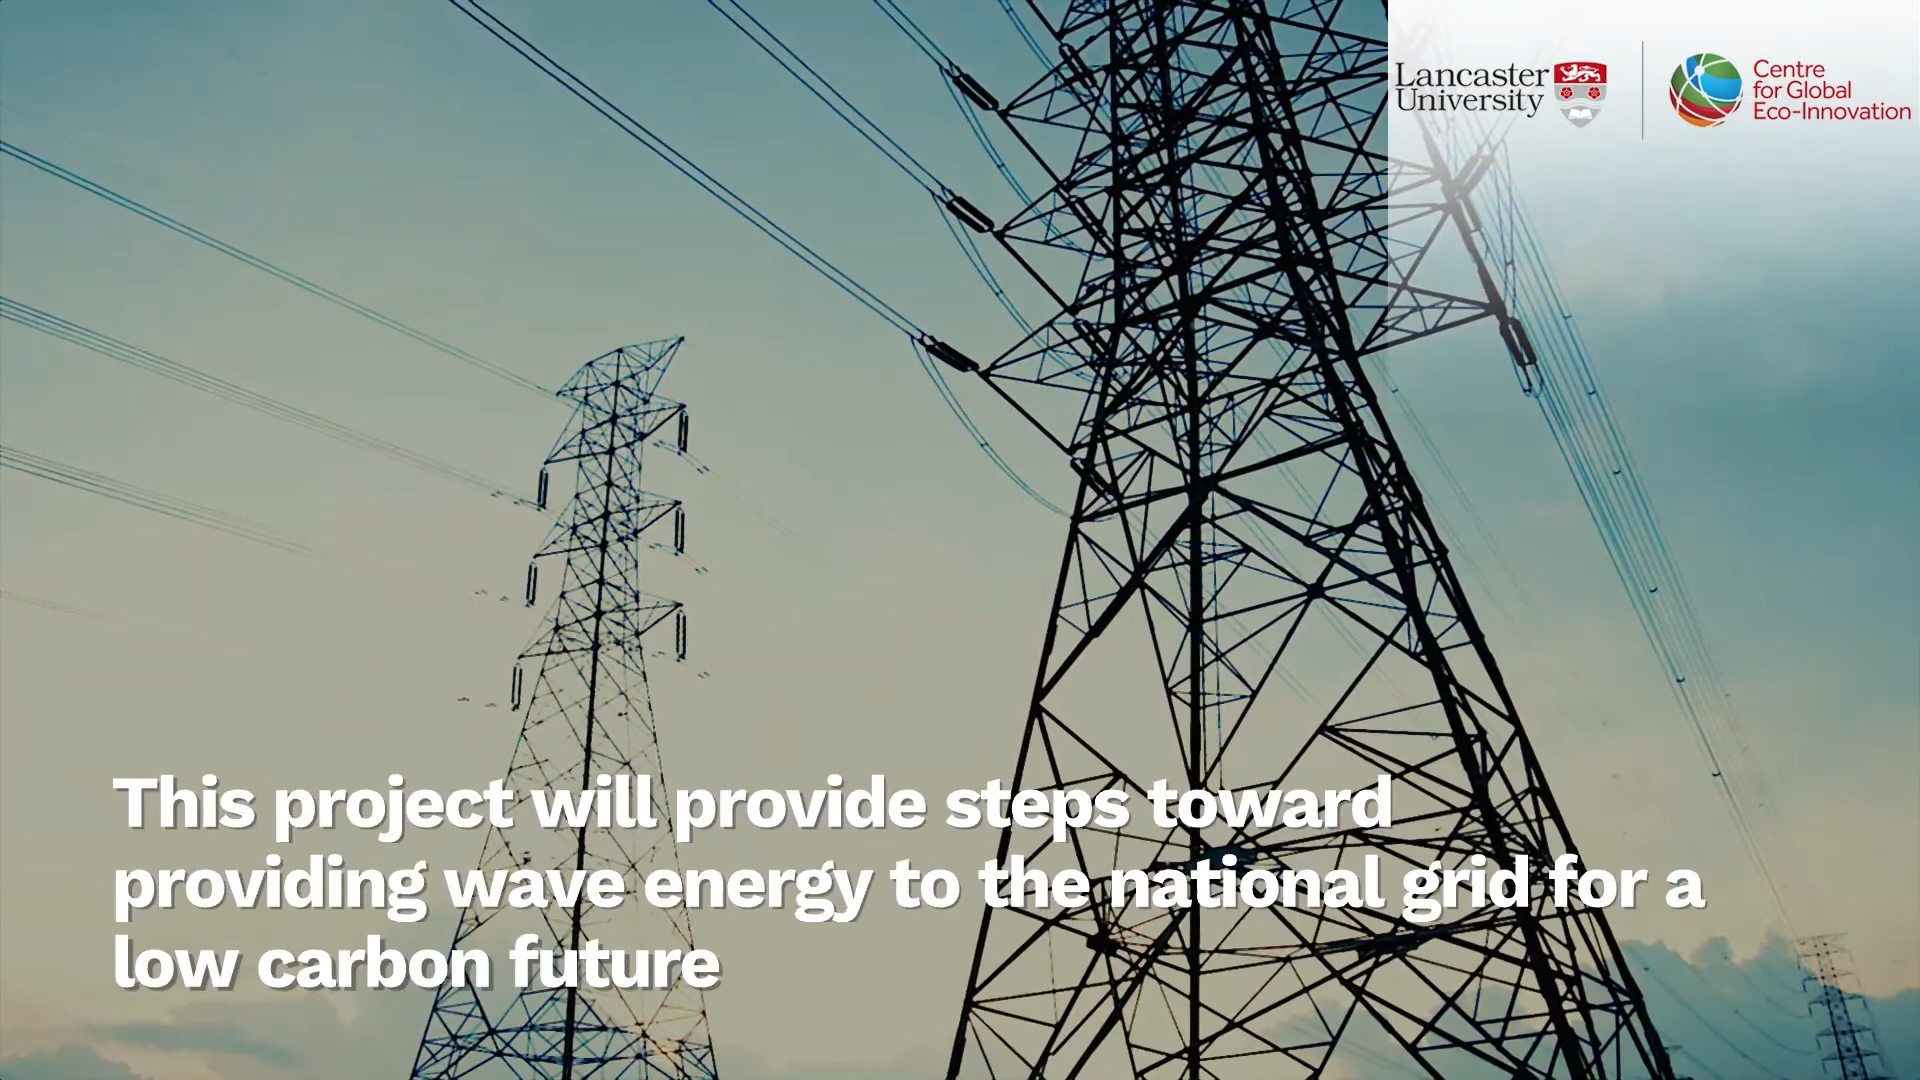 Lancaster
University
Centre
for Global
Eco-Innovation
This project will provide steps toward
providing wave energy to the national grid for a
low carbon future